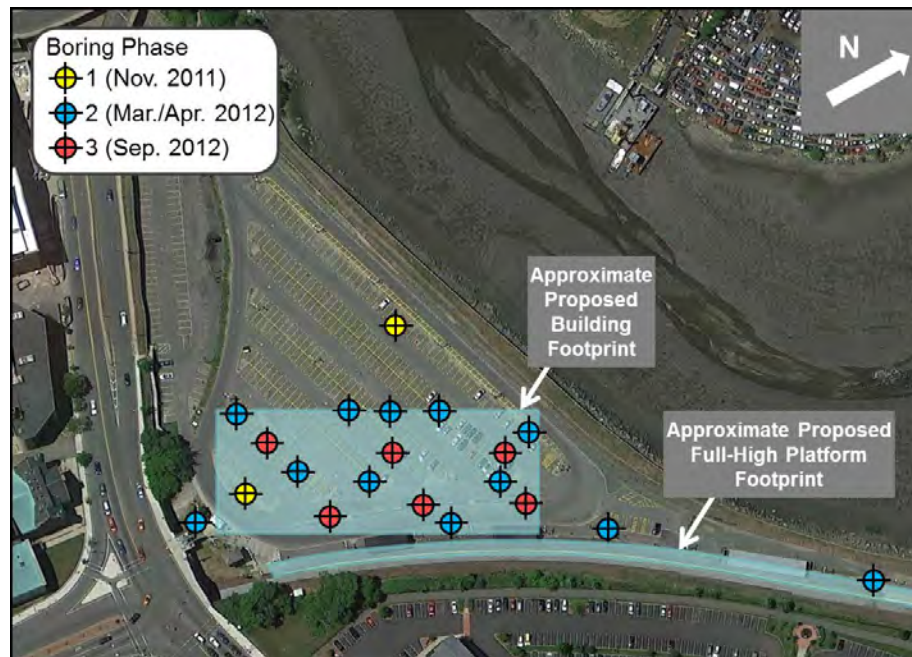 Boring Phase
1 (Nov. 2011)
2 (Mar./Apr. 2012)
3 (Sep. 2012)
N
Approximate
Proposed
Building
Footprint
Approximate Proposed
Full-High Platform
Footprint